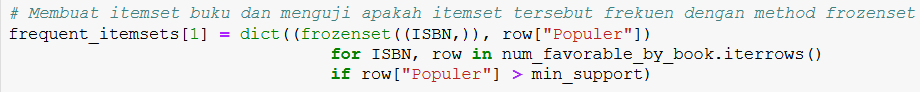 # Membuat itemset buku dan menguji apakah itemset tersebut frekuen dengan method frozenset
frequent_itemsets[1] = dict((frozenset((ISBN,)), row["Populer"])
for ISBN, row in num_favorable_by_book.iterrows()
if row["Populer"] > min_support)